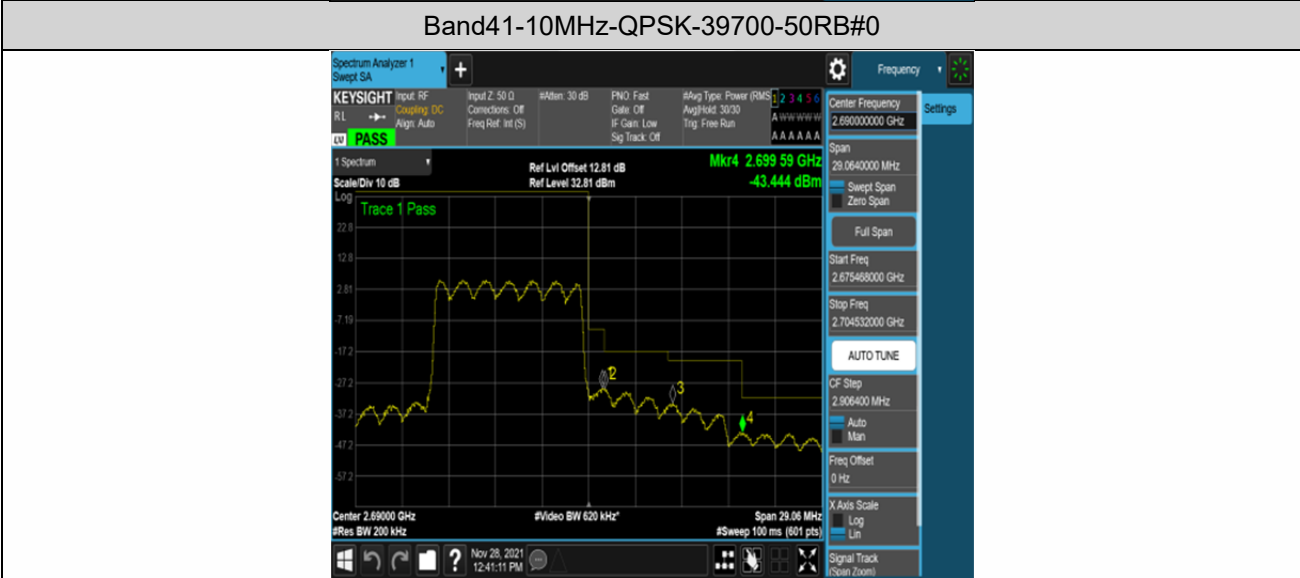 Band41-10MHz-QPSK-39700-50RB#0
Spectrum Analyzer 1
Swept SA
+
Frequency
KEYSIGHT
RL
LXI
PASS
Input: RF
Coupling: DC
Align: Auto
Input Z: 50 Ω
Corrections: Off
Freq Ref: Int (S)
#Atten: 30 dB
PNO: Fast
Gate: Off
IF Gain: Low
Sig Track: Off
#Avg Type: Power (RMS
Avg|Hold: 30/30
Trig: Free Run
1 2 3 4 5 6
A W W W W W
A A A A A A
1 Spectrum
Scale/Div 10 dB
Log
Ref Lvl Offset 12.81 dB
Ref Level 32.81 dBm
Mkr4 2.699 59 GHz
-43.444 dBm
Trace 1 Pass
22.8
12.8
2.81
-7.19
-17.2
-27.2
-37.2
-47.2
-57.2
2
3
4
Center 2.69000 GHz
#Res BW 200 kHz
#Video BW 620 kHz*
Span 29.06 MHz
#Sweep 100 ms (601 pts)
?
Nov 28, 2021
12:41:11 PM
Center Frequency
2.690000000 GHz
Settings
Span
29.0640000 MHz
Swept Span
Zero Span
Full Span
Start Freq
2.675468000 GHz
Stop Freq
2.704532000 GHz
AUTO TUNE
CF Step
2.906400 MHz
Auto
Man
Freq Offset
0 Hz
X Axis Scale
Log
Lin
Signal Track
(Span Zoom)